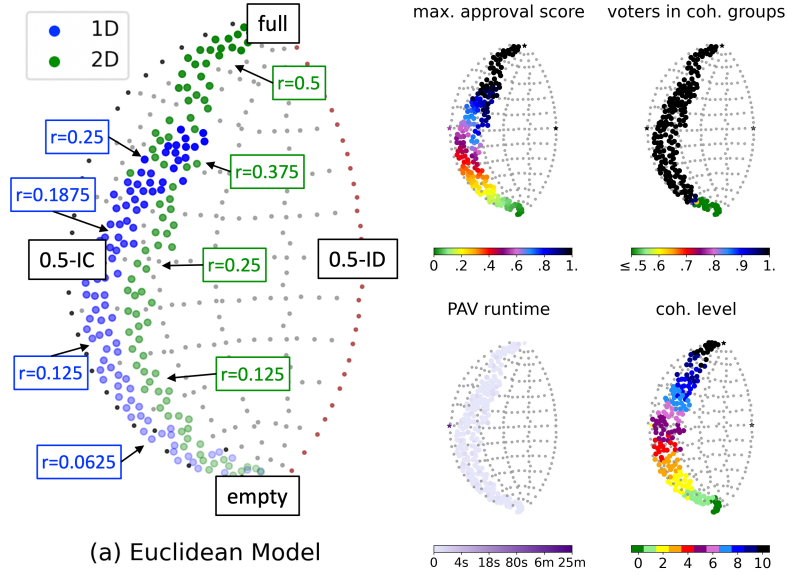 1D
2D
full
r=0.5
r=0.25
r=0.375
r=0.1875
0.5-IC
r=0.25
0.5-ID
r=0.125
r=0.125
r=0.0625
empty
(a) Euclidean Model
max. approval score
0 .2 .4 .6 .8 1.
voters in coh. groups
≤.5 .6 .7 .8 .9 1.
PAV runtime
0 4s 18s 80s 6m 25m
coh. level
0 2 4 6 8 10